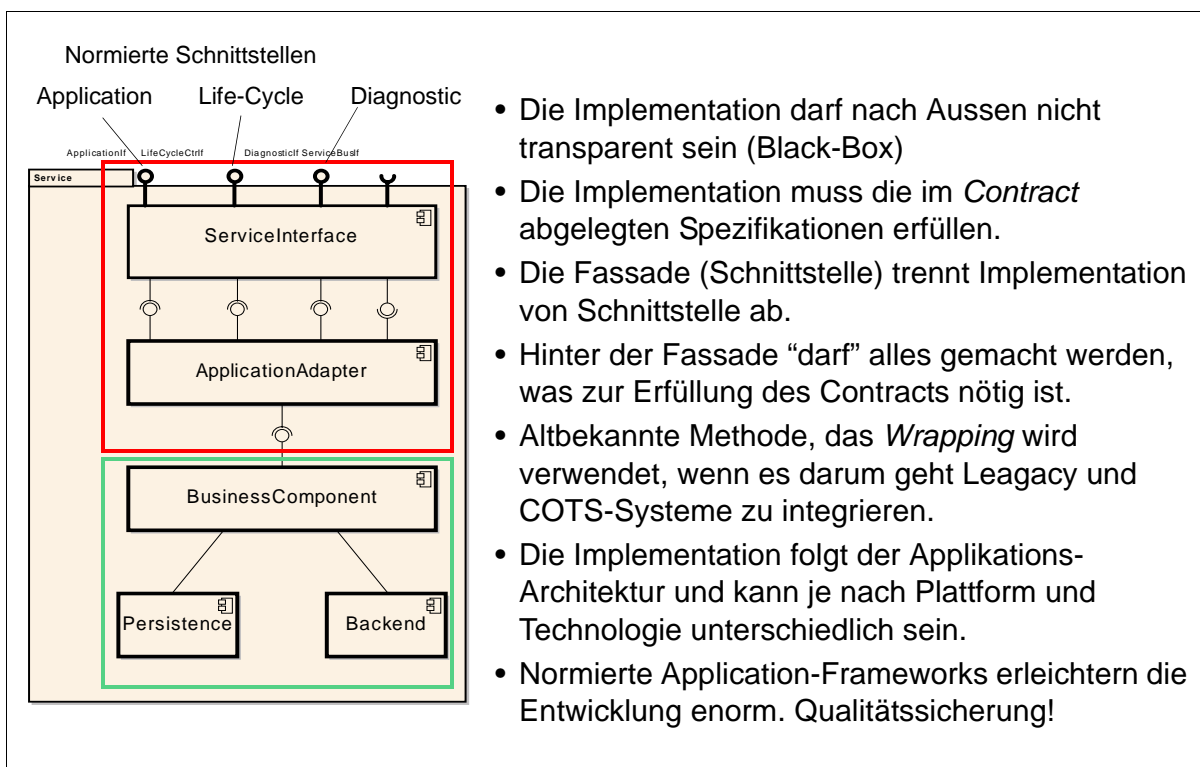 Normierte Schnittstellen
Application Life-Cycle Diagnostic
ApplicationIf LifeCycleCtrlIf DiagnosticIf ServiceBusIf
Service
ServiceInterface
ApplicationAdapter
BusinessComponent
Persistence Backend
• Die Implementation darf nach Aussen nicht
transparent sein (Black-Box)
• Die Implementation muss die im Contract
abgelegten Spezifikationen erfüllen.
• Die Fassade (Schnittstelle) trennt Implementation
von Schnittstelle ab.
• Hinter der Fassade “darf” alles gemacht werden,
was zur Erfüllung des Contracts nötig ist.
• Altbekannte Methode, das Wrapping wird
verwendet, wenn es darum geht Leagacy und
COTS-Systeme zu integrieren.
• Die Implementation folgt der Applikations-
Architektur und kann je nach Plattform und
Technologie unterschiedlich sein.
• Normierte Application-Frameworks erleichtern die
Entwicklung enorm. Qualitätssicherung!